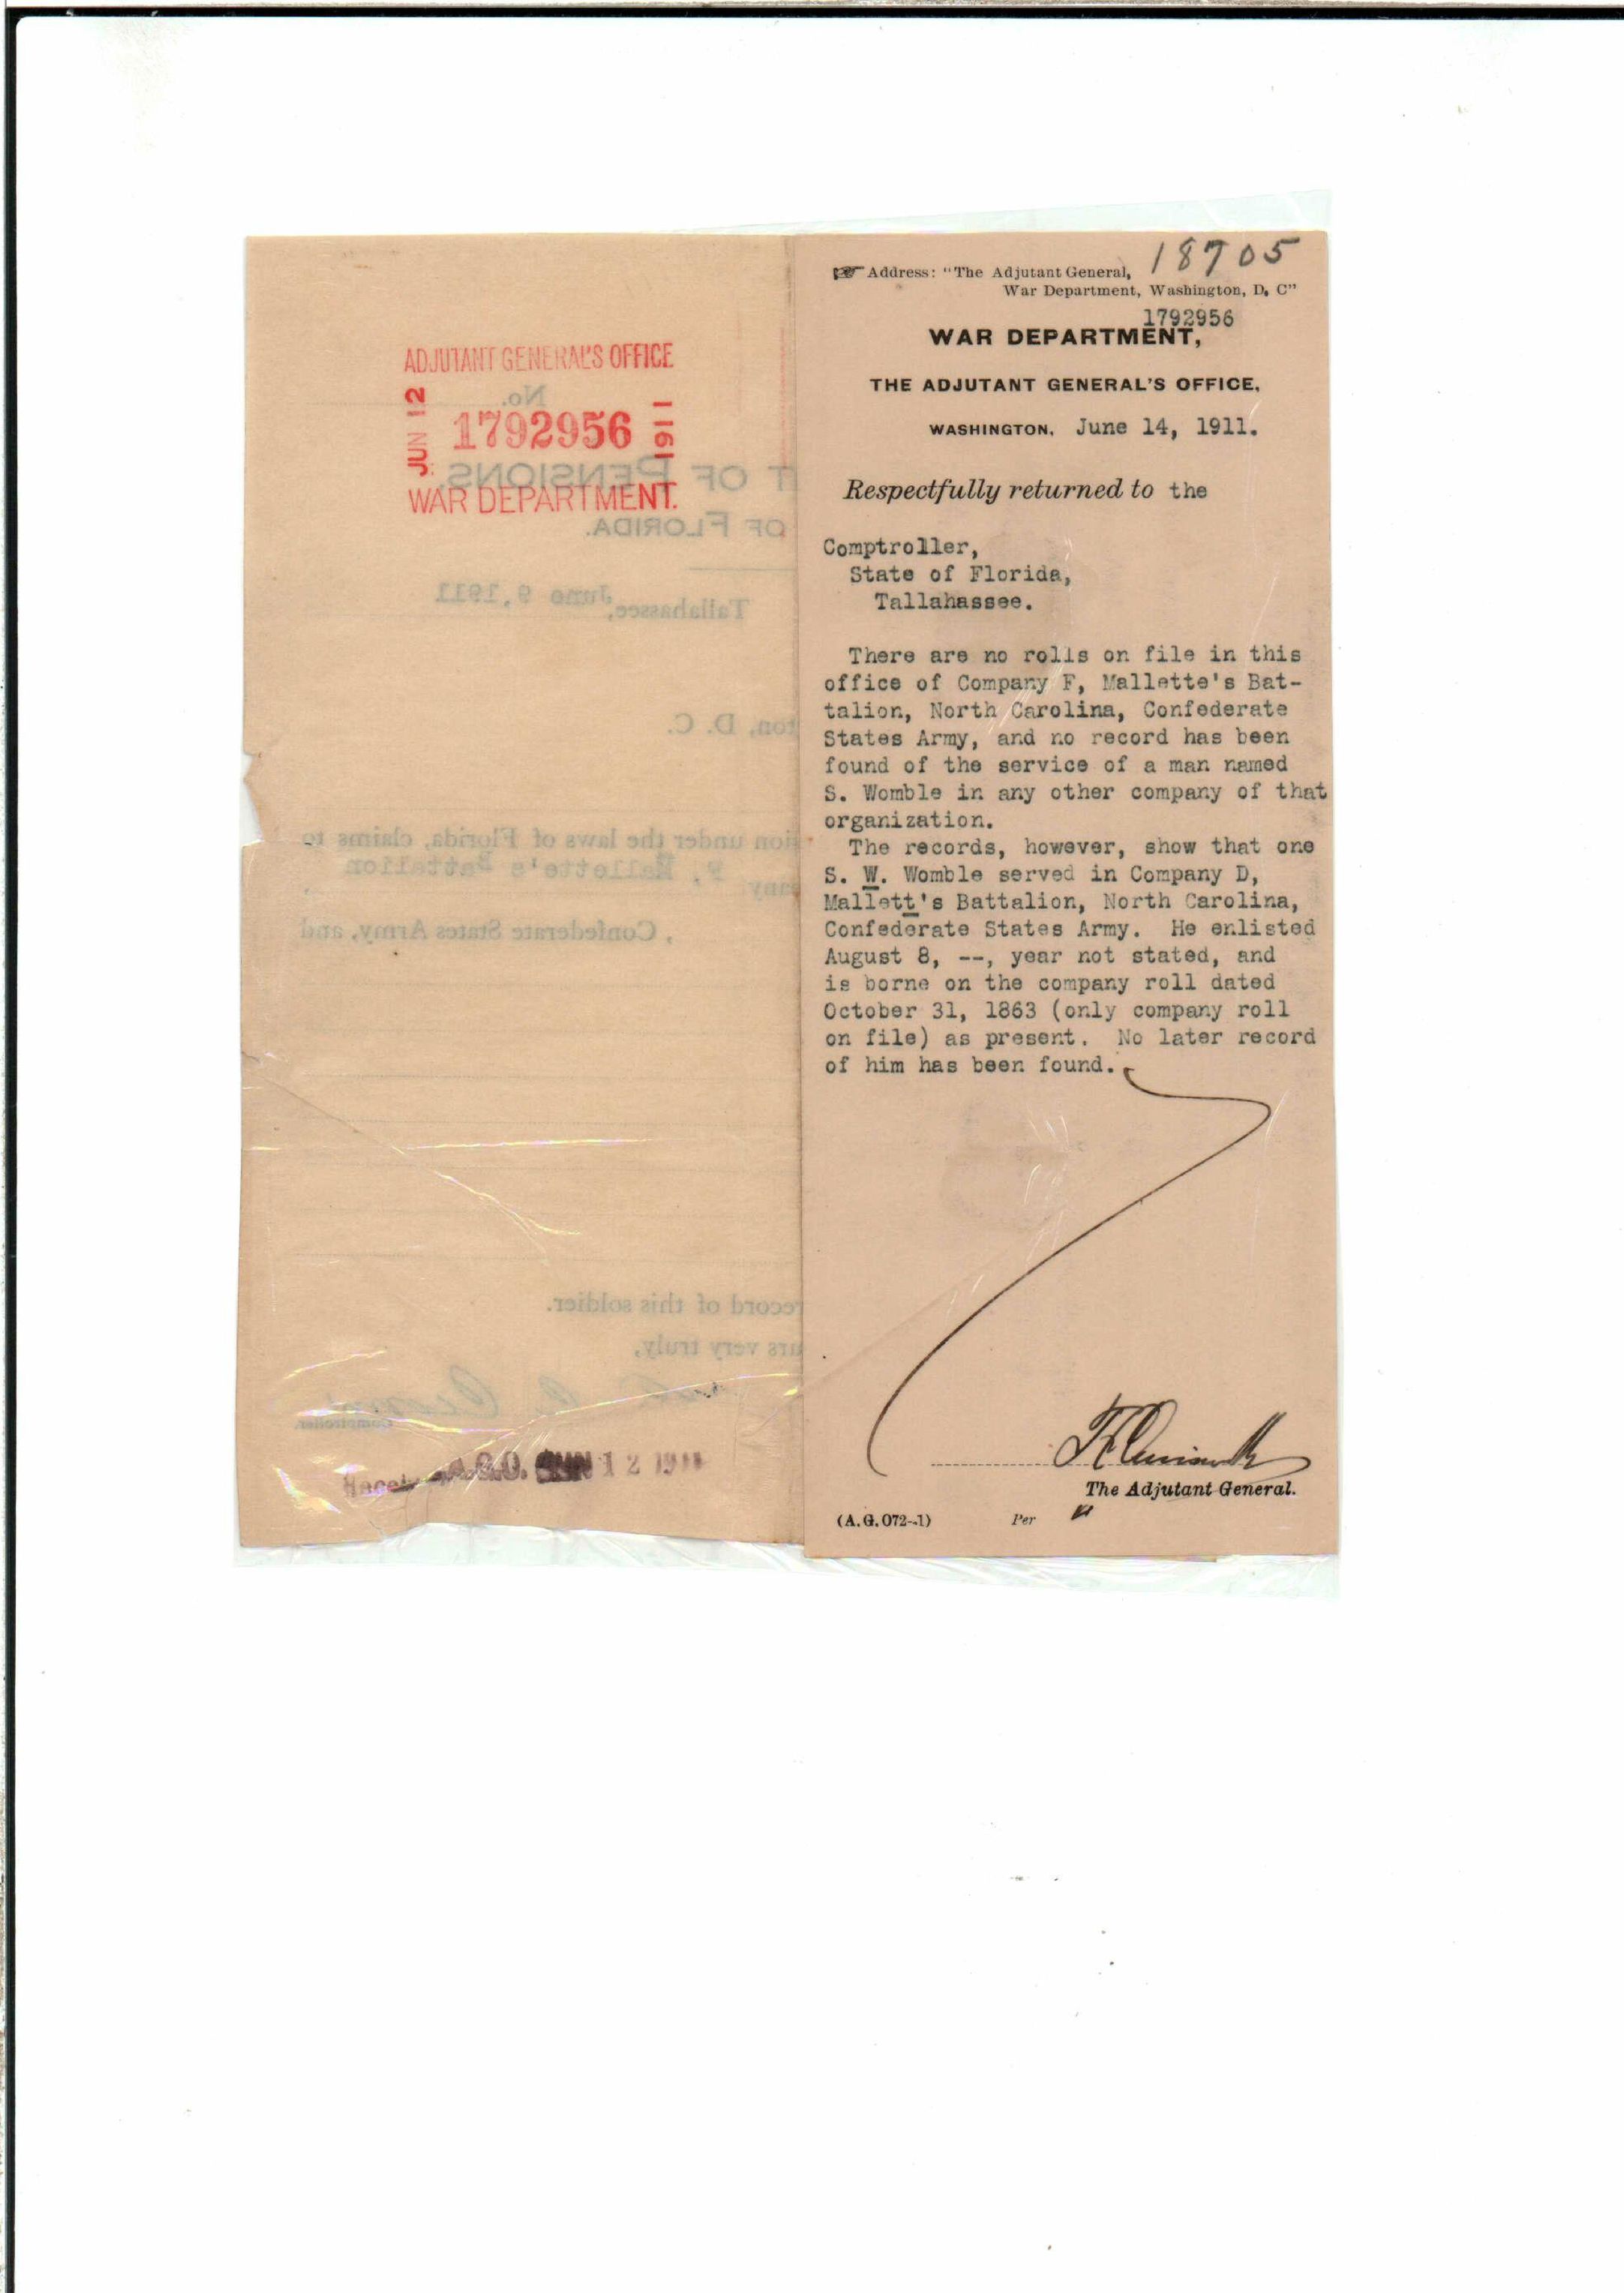 ADJUTANT GENERAL'S OFFICE
JUN 12
1792956
1911
WAR DEPARTMENT.
No.
T OF PENSIONS,
OF FLORIDA.
Tallahassee, June 9, 1911
ton, D. C.
tion under the laws of Florida, claims to
any F, Mallette's Battalion
, Confederate States Army, and
record of this soldier.
urs very truly,
Comptroller.
A.G.O. JUN 12 1911
18705
Address: "The Adjutant General,
War Department, Washington, D. C"
1792956
WAR DEPARTMENT,
THE ADJUTANT GENERAL'S OFFICE,
WASHINGTON, June 14, 1911.
Respectfully returned to the
Comptroller,
State of Florida,
Tallahassee.
There are no rolls on file in this
office of Company F, Mallette's Bat-
talion, North Carolina, Confederate
States Army, and no record has been
found of the service of a man named
S. Womble in any other company of that
organization.
The records, however, show that one
S. W. Womble served in Company D,
Mallett's Battalion, North Carolina,
Confederate States Army. He enlisted
August 8, --, year not stated, and
is borne on the company roll dated
October 31, 1863 (only company roll
on file) as present. No later record
of him has been found.
The Adjutant General.
(A. G. 072--1) Per